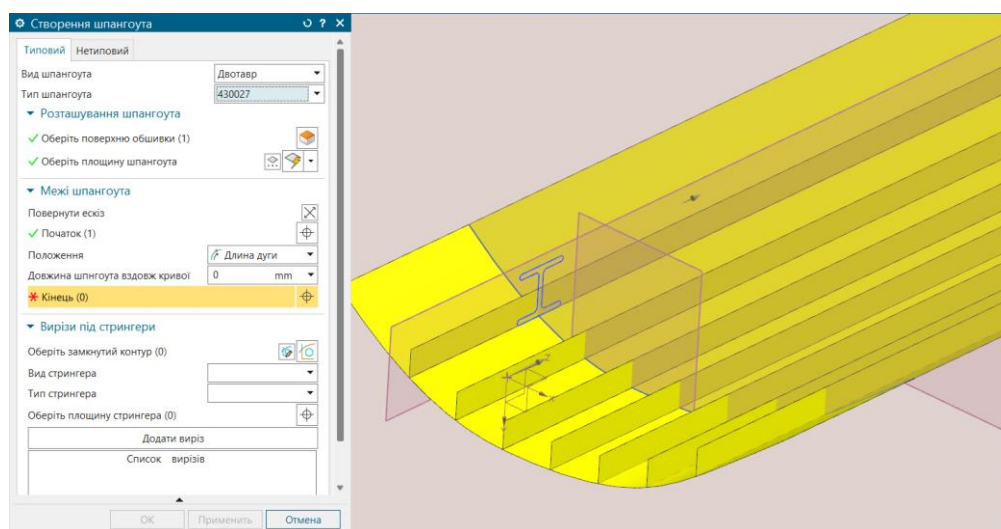 Створення шпангоута
Типовий Нетиповий
Вид шпангоута Двотавр
Тип шпангоута 430027
Розташування шпангоута
Оберіть поверхню обшивки (1)
Оберіть площину шпангоута
Межі шпангоута
Повернути ескіз
Початок (1)
Положення Длина дуги
Довжина шпнгоута вздовж кривої 0 mm
Кінець (0)
Вирізи під стрингери
Оберіть замкнутий контур (0)
Вид стрингера
Тип стрингера
Оберіть площину стрингера (0)
Додати виріз
Список вирізів
ОК Применить Отмена